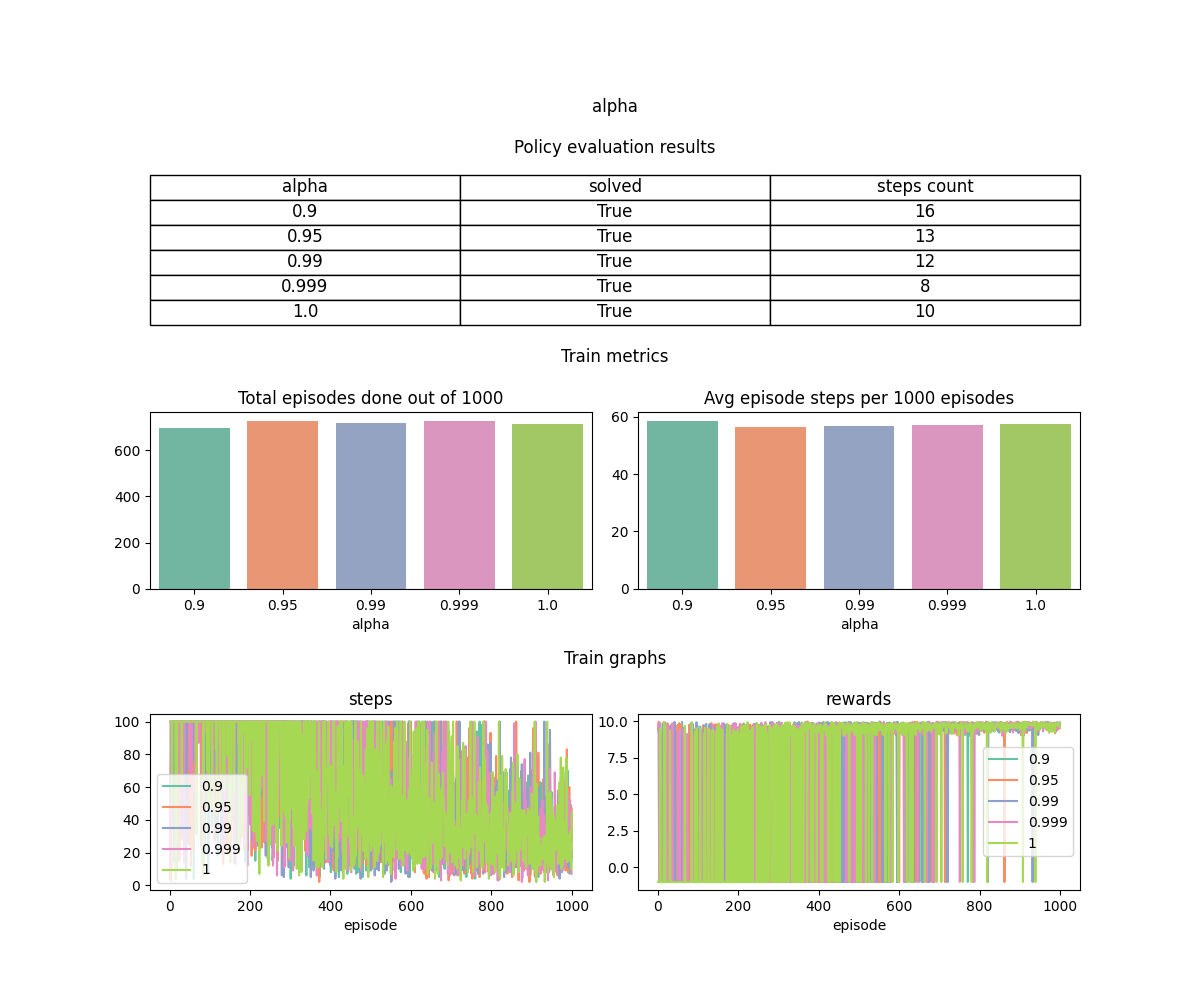 alpha
Policy evaluation results
alpha solved steps count
0.9 True 16
0.95 True 13
0.99 True 12
0.999 True 8
1.0 True 10
Train metrics
Total episodes done out of 1000
600
400
200
0
0.9 0.95 0.99 0.999 1.0
alpha
Avg episode steps per 1000 episodes
60
40
20
0
0.9 0.95 0.99 0.999 1.0
alpha
Train graphs
steps
100
80
60
40
20
0
0.9
0.95
0.99
0.999
1
0 200 400 600 800 1000
episode
rewards
10.0
7.5
5.0
2.5
0.0
0.9
0.95
0.99
0.999
1
0 200 400 600 800 1000
episode